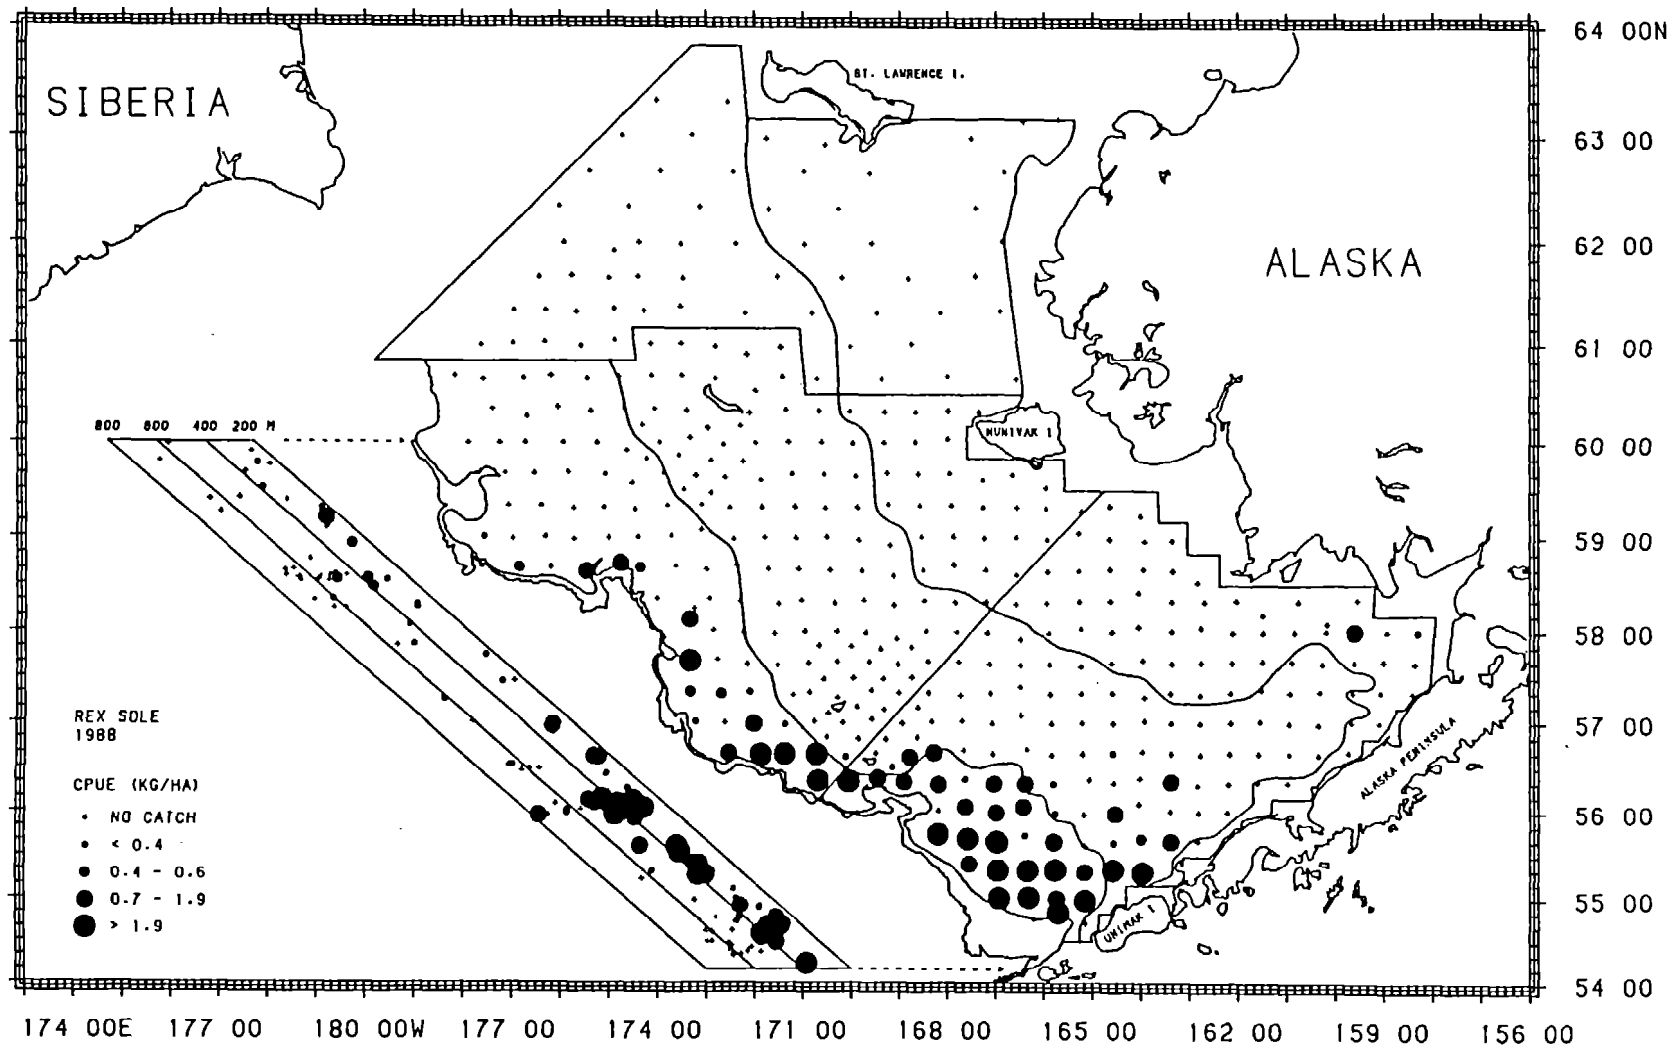 64 00N
ST. LAWRENCE I.
SIBERIA
63 00
62 00
ALASKA
61 00
800 600 400 200 M
NUNIVAK I
60 00
59 00
58 00
REX SOLE
1988
57 00
ALASKA PENINSULA
CPUE (KG/HA)
NO CATCH
56 00
< 0.4
0.4 - 0.6
0.7 - 1.9
55 00
> 1.9
UNIMAK I
54 00
174 00E 177 00 180 00W 177 00 174 00 171 00 168 00 165 00 162 00 159 00 156 00